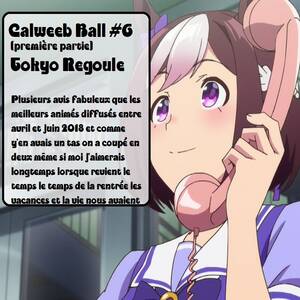 Calweeb Ball #6
(première partie)
Tokyo Regoule
Plusieurs avis fabuleux que les
meilleurs animés diffusés entre
avril et juin 2018 et comme
y'en avais un tas on a coupé en
deux même si moi j'aimerais
longtemps lorsque revient le
temps le temps de la rentrée les
vacances et la vie nous avaient